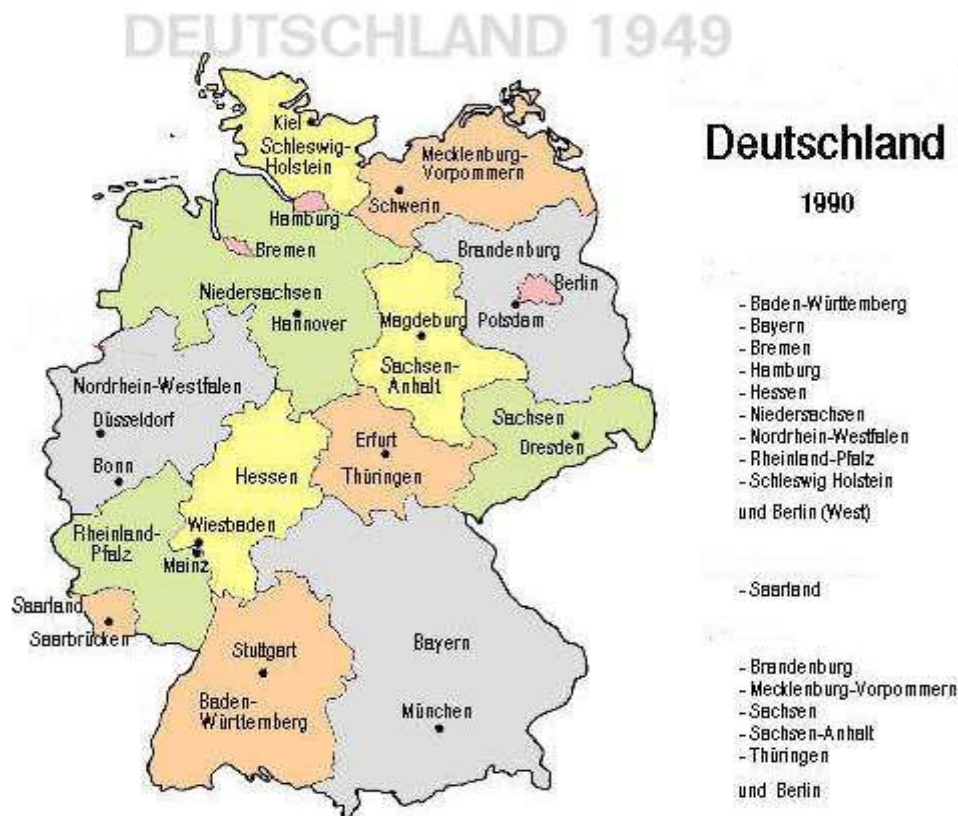 DEUTSCHLAND 1949
Kiel
Schleswig-
Holstein
Mecklenburg-
Vorpommern
Schwerin
Hamburg
Bremen
Brandenburg
Berlin
Potsdam
Niedersachsen
Hannover
Magdeburg
Sachsen-
Anhalt
Nordrhein-Westfalen
Düsseldorf
Bonn
Sachsen
Dresden
Erfurt
Thüringen
Hessen
Wiesbaden
Rheinland-
Pfalz
Mainz
Saarland
Saarbrücken
Stuttgart
Baden-
Württemberg
Bayern
München
Deutschland
1990
- Baden-Württemberg
- Bayern
- Bremen
- Hamburg
- Hessen
- Niedersachsen
- Nordrhein-Westfalen
- Rheinland-Pfalz
- Schleswig Holstein
und Berlin (West)
- Saarland
- Brandenburg
- Mecklenburg-Vorpommern
- Sachsen
- Sachsen-Anhalt
- Thüringen
und Berlin